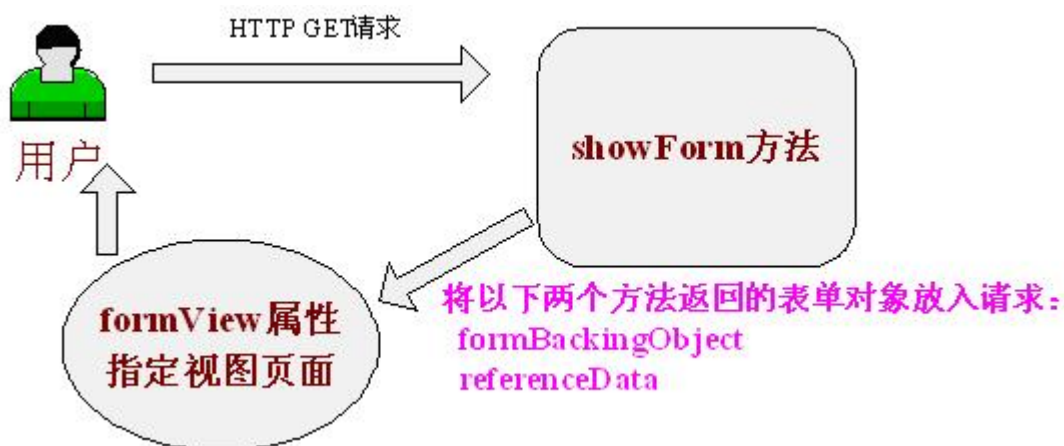 HTTP GET请求
用户
showForm方法
将以下两个方法返回的表单对象放入请求：
formBackingObject
referenceData
formView属性
指定视图页面